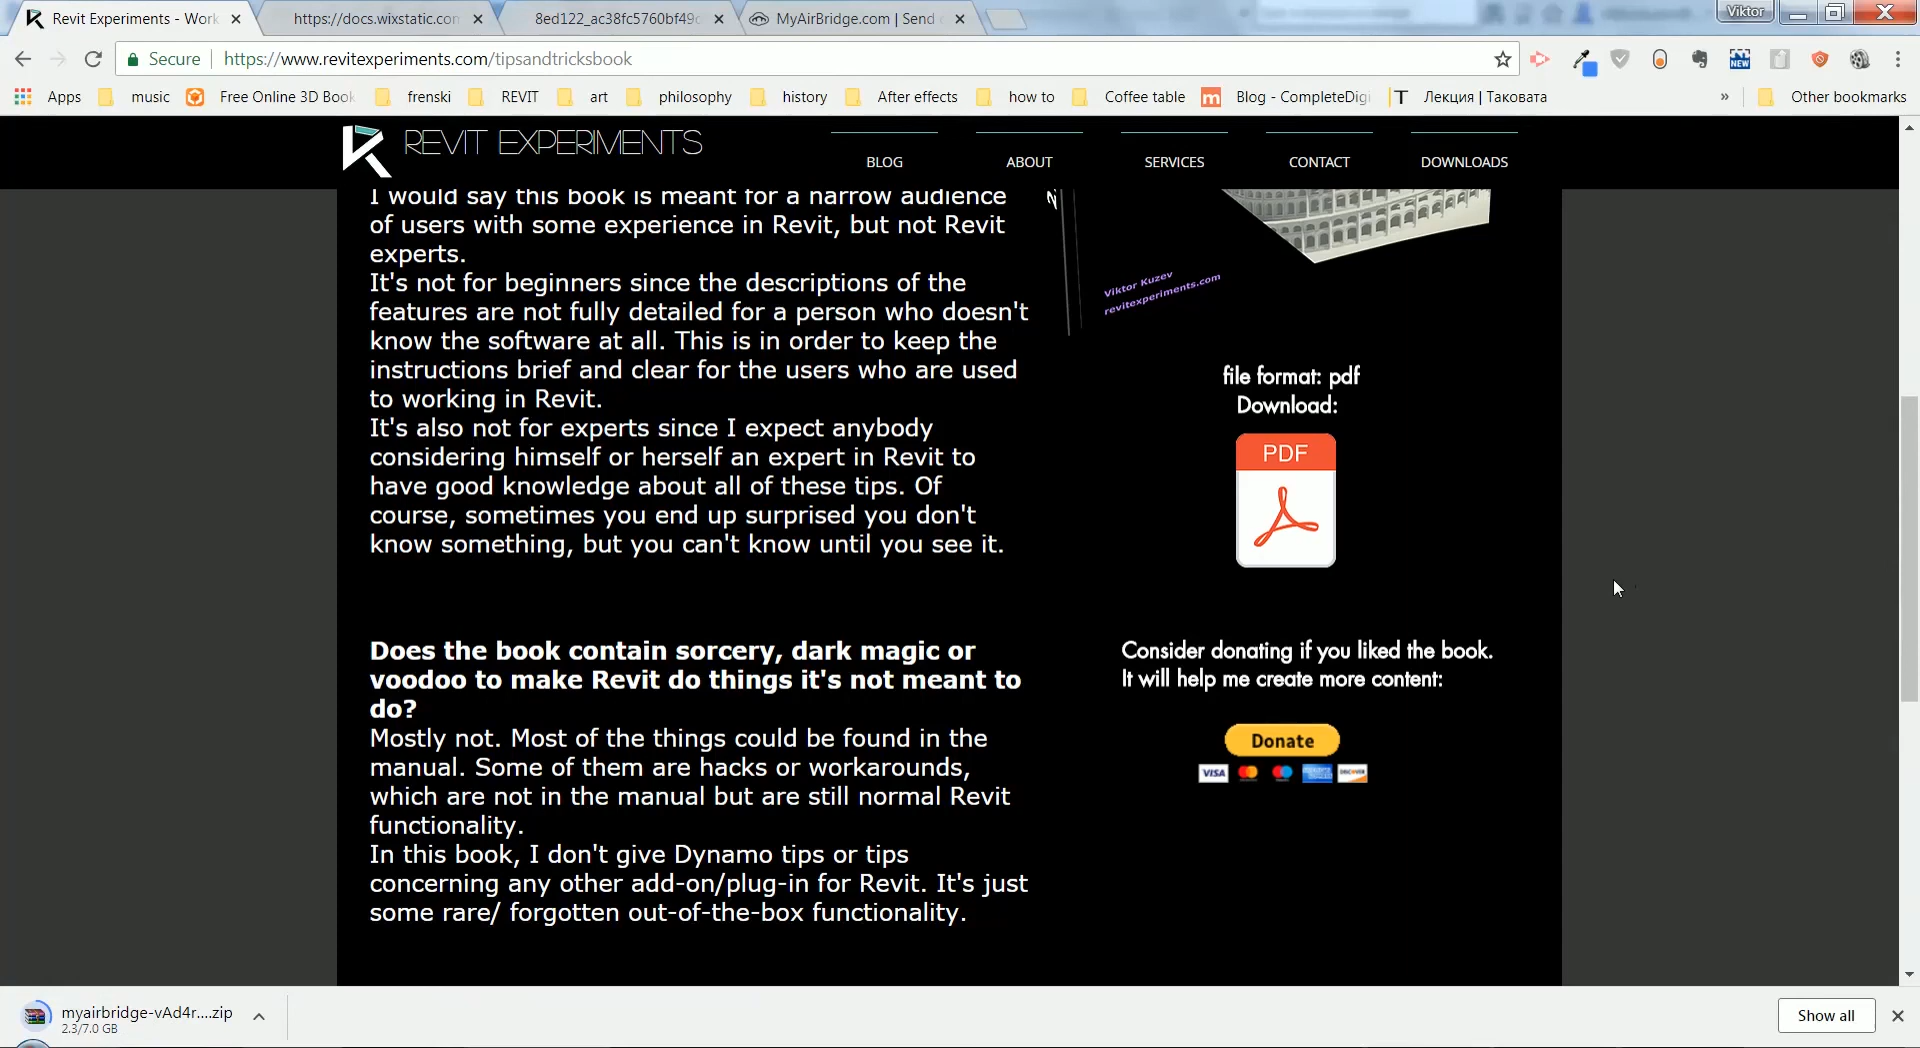 Revit Experiments - Work
https://docs.wixstatic.con
8ed122_ac38fc5760bf49c
MyAirBridge.com | Send
Viktor
Secure
https://www.revitexperiments.com/tipsandtricksbook
NEW
Apps
music
Free Online 3D Book
frenski
REVIT
art
philosophy
history
After effects
how to
Coffee table
m
Blog - CompleteDigi
T
Лекция | Таковата
»
Other bookmarks
REVIT EXPERIMENTS
BLOG
ABOUT
SERVICES
CONTACT
DOWNLOADS
I would say this book is meant for a narrow audience
of users with some experience in Revit, but not Revit
experts.
It's not for beginners since the descriptions of the
features are not fully detailed for a person who doesn't
know the software at all. This is in order to keep the
instructions brief and clear for the users who are used
to working in Revit.
It's also not for experts since I expect anybody
considering himself or herself an expert in Revit to
have good knowledge about all of these tips. Of
course, sometimes you end up surprised you don't
know something, but you can't know until you see it.
Does the book contain sorcery, dark magic or
voodoo to make Revit do things it's not meant to
do?
Mostly not. Most of the things could be found in the
manual. Some of them are hacks or workarounds,
which are not in the manual but are still normal Revit
functionality.
In this book, I don't give Dynamo tips or tips
concerning any other add-on/plug-in for Revit. It's just
some rare/ forgotten out-of-the-box functionality.
Viktor Kuzev
revitexperiments.com
file format: pdf
Download:
PDF
Consider donating if you liked the book.
It will help me create more content:
Donate
VISA
DISCOVER
myairbridge-vAd4r....zip
2.3/7.0 GB
Show all